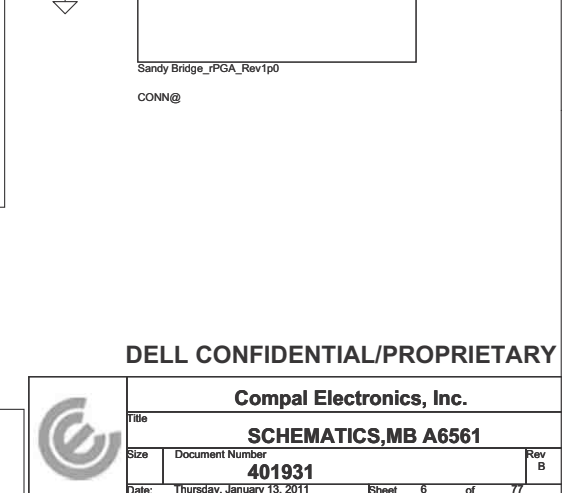 Sandy Bridge_rPGA_Rev1p0
CONN@
DELL CONFIDENTIAL/PROPRIETARY
Compal Electronics, Inc.
Title
SCHEMATICS,MB A6561
Size Document Number Rev
401931 B
Date: Thursday, January 13, 2011 Sheet 6 of 77